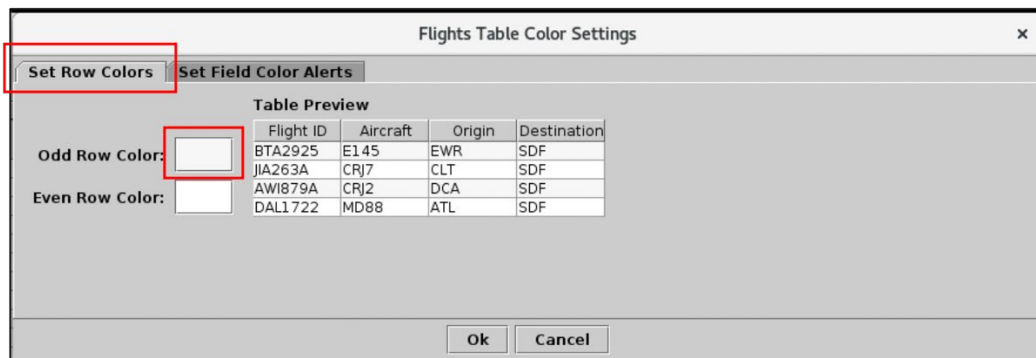 Flights Table Color Settings ×
Set Row Colors Set Field Color Alerts
Table Preview
Flight ID Aircraft Origin Destination
Odd Row Color: BTA2925 E145 EWR SDF
JIA263A CRJ7 CLT SDF
Even Row Color: AWI879A CRJ2 DCA SDF
DAL1722 MD88 ATL SDF
Ok Cancel